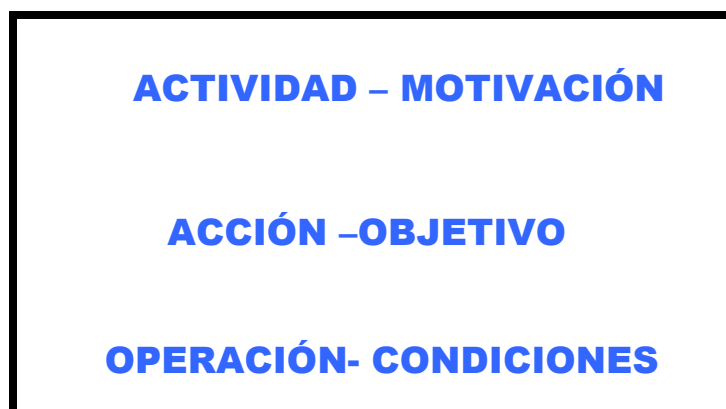 ACTIVIDAD – MOTIVACIÓN
ACCIÓN –OBJETIVO
OPERACIÓN- CONDICIONES